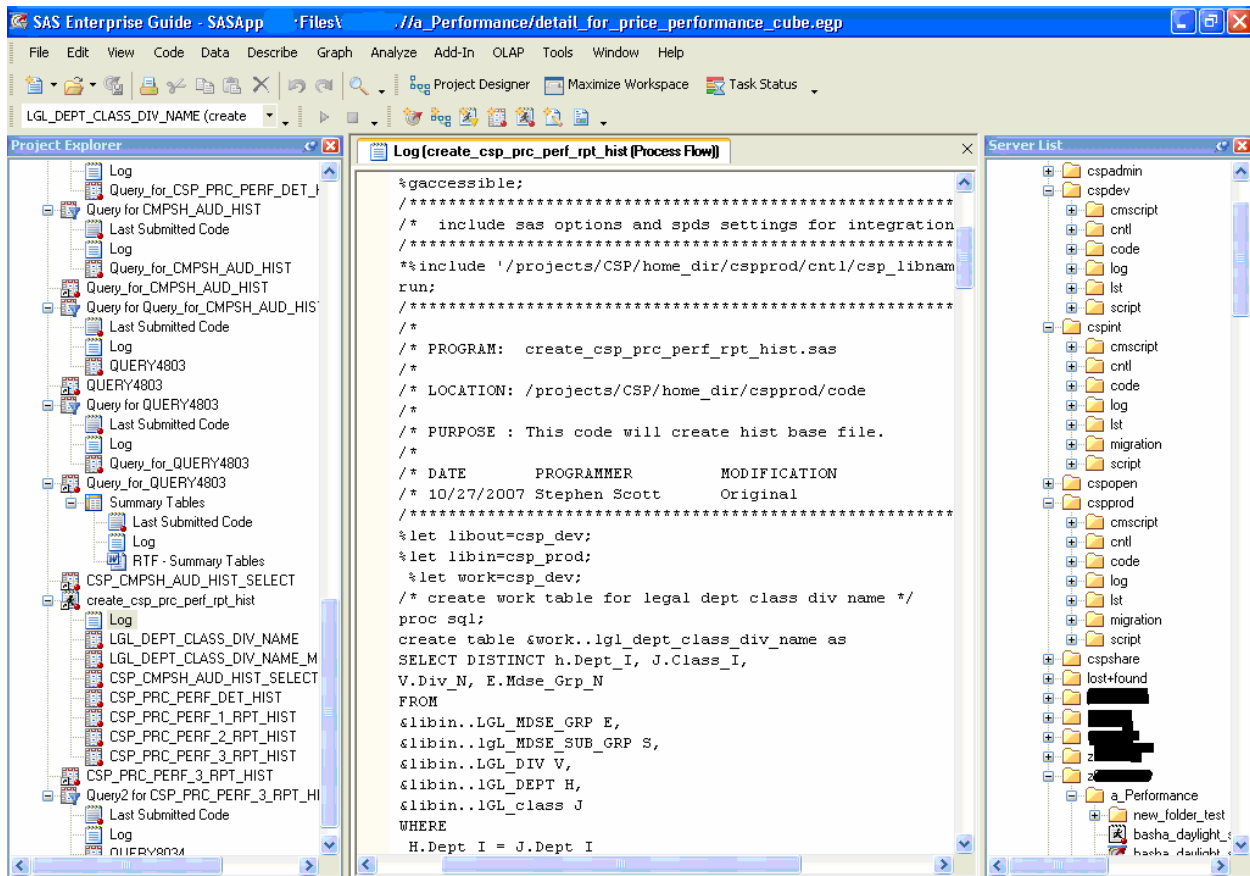 SAS Enterprise Guide - SASApp Files\ .//a_Performance/detail_for_price_performance_cube.egp
File Edit View Code Data Describe Graph Analyze Add-In OLAP Tools Window Help
Project Designer Maximize Workspace Task Status
LGL_DEPT_CLASS_DIV_NAME (create
Project Explorer
Log
Query_for_CSP_PRC_PERF_DET_H
Query for CMPSH_AUD_HIST
Last Submitted Code
Log
Query_for_CMPSH_AUD_HIST
Query_for_CMPSH_AUD_HIST
Query for Query_for_CMPSH_AUD_HIS
Last Submitted Code
Log
QUERY4803
QUERY4803
Query for QUERY4803
Last Submitted Code
Log
Query_for_QUERY4803
Query_for_QUERY4803
Summary Tables
Last Submitted Code
Log
RTF - Summary Tables
CSP_CMPSH_AUD_HIST_SELECT
create_csp_prc_perf_rpt_hist
Log
LGL_DEPT_CLASS_DIV_NAME
LGL_DEPT_CLASS_DIV_NAME_M
CSP_CMPSH_AUD_HIST_SELECT
CSP_PRC_PERF_DET_HIST
CSP_PRC_PERF_1_RPT_HIST
CSP_PRC_PERF_2_RPT_HIST
CSP_PRC_PERF_3_RPT_HIST
CSP_PRC_PERF_3_RPT_HIST
Query2 for CSP_PRC_PERF_3_RPT_HI
Last Submitted Code
Log
QUERY8034
Log (create_csp_prc_perf_rpt_hist (Process Flow))
%gaccessible;
/*********************************************************
/* include sas options and spds settings for integration
/*********************************************************
*%include '/projects/CSP/home_dir/cspprod/cntl/csp_libnam
run;
/*********************************************************
/*
/* PROGRAM: create_csp_prc_perf_rpt_hist.sas
/*
/* LOCATION: /projects/CSP/home_dir/cspprod/code
/*
/* PURPOSE : This code will create hist base file.
/*
/* DATE PROGRAMMER MODIFICATION
/* 10/27/2007 Stephen Scott Original
/*********************************************************
%let libout=csp_dev;
%let libin=csp_prod;
%let work=csp_dev;
/* create work table for legal dept class div name */
proc sql;
create table &work..lgl_dept_class_div_name as
SELECT DISTINCT h.Dept_I, J.Class_I,
V.Div_N, E.Mdse_Grp_N
FROM
&libin..LGL_MDSE_GRP E,
&libin..lgL_MDSE_SUB_GRP S,
&libin..LGL_DIV V,
&libin..lGL_DEPT H,
&libin..lGL_class J
WHERE
H.Dept_I = J.Dept_I
Server List
cspadmin
cspdev
cmscript
cntl
code
log
lst
script
cspint
cmscript
cntl
code
log
lst
migration
script
cspopen
cspprod
cmscript
cntl
code
log
lst
migration
script
cspshare
lost+found
z
z
a_Performance
new_folder_test
basha_daylight_s
basha_daylight_s